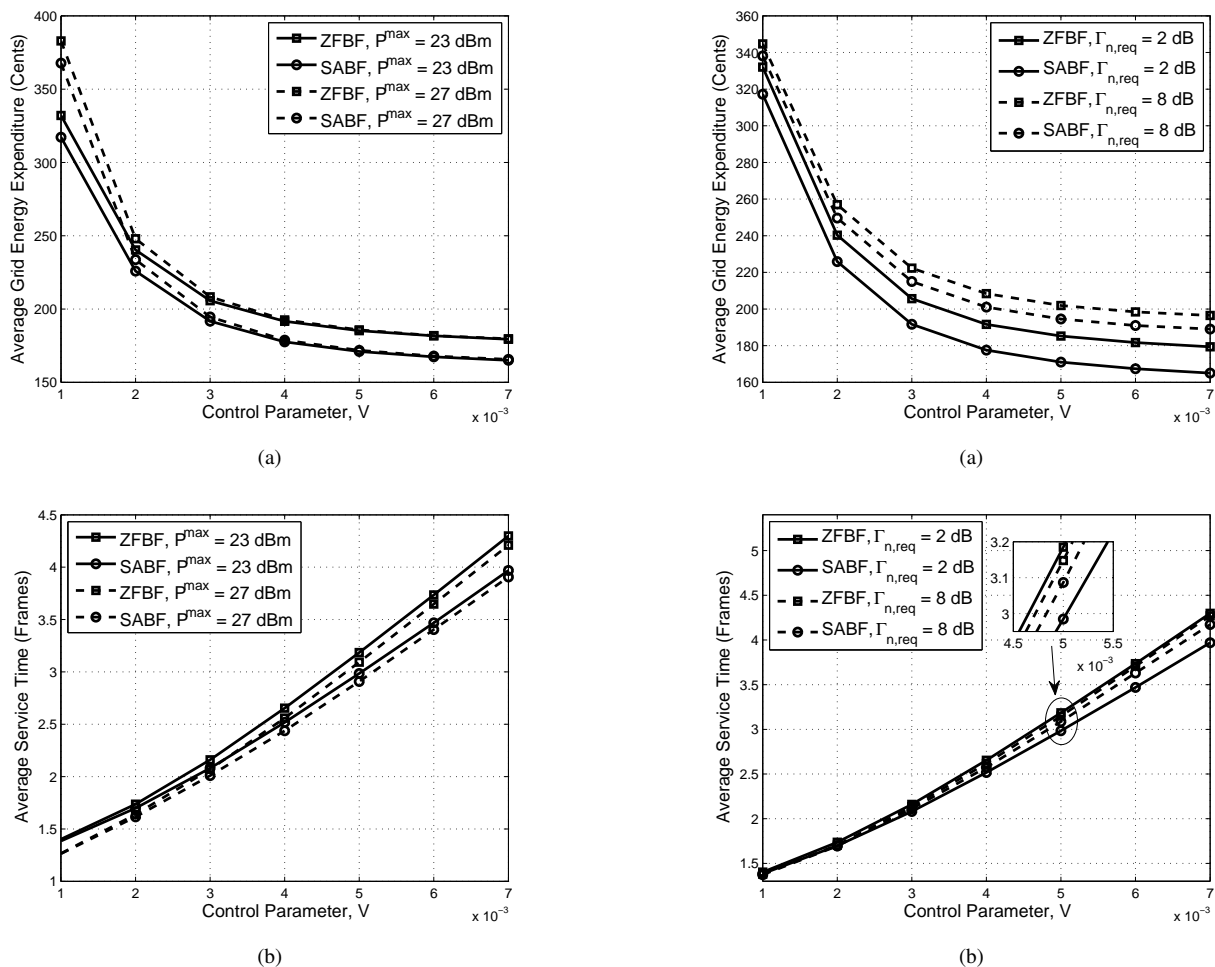 400
350
300
250
200
150
1
2
3
4
5
6
7
x 10⁻³
Control Parameter, V
Average Grid Energy Expenditure (Cents)
ZFBF, P^max = 23 dBm
SABF, P^max = 23 dBm
ZFBF, P^max = 27 dBm
SABF, P^max = 27 dBm
(a)
360
340
320
300
280
260
240
220
200
180
160
1
2
3
4
5
6
7
x 10⁻³
Control Parameter, V
Average Grid Energy Expenditure (Cents)
ZFBF, Γ_n,req = 2 dB
SABF, Γ_n,req = 2 dB
ZFBF, Γ_n,req = 8 dB
SABF, Γ_n,req = 8 dB
(a)
4.5
4
3.5
3
2.5
2
1.5
1
1
2
3
4
5
6
7
x 10⁻³
Control Parameter, V
Average Service Time (Frames)
ZFBF, P^max = 23 dBm
SABF, P^max = 23 dBm
ZFBF, P^max = 27 dBm
SABF, P^max = 27 dBm
(b)
5
4.5
4
3.5
3
2.5
2
1.5
1
2
3
4
5
6
7
x 10⁻³
Control Parameter, V
Average Service Time (Frames)
ZFBF, Γ_n,req = 2 dB
SABF, Γ_n,req = 2 dB
ZFBF, Γ_n,req = 8 dB
SABF, Γ_n,req = 8 dB
3.2
3.1
3
4.5
5
5.5
x 10⁻³
(b)